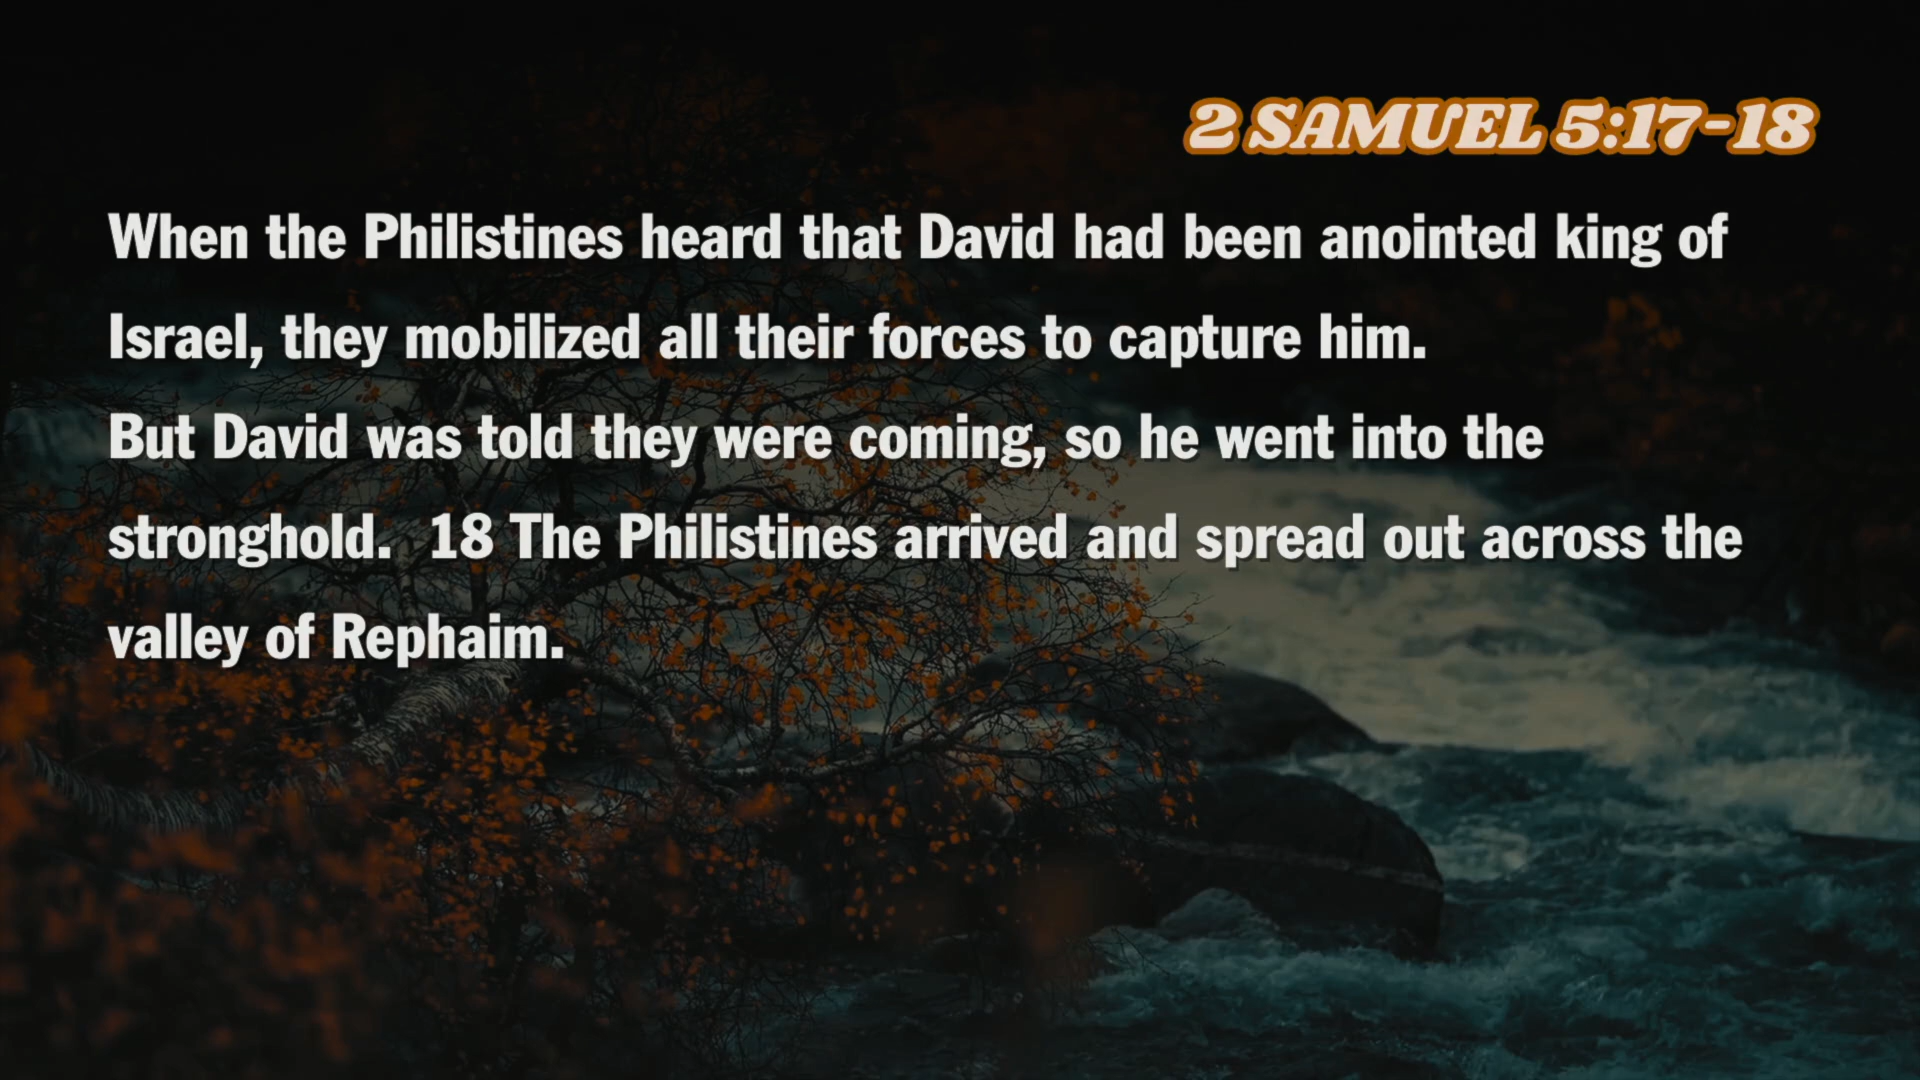 2 SAMUEL 5:17-18
When the Philistines heard that David had been anointed king of
Israel, they mobilized all their forces to capture him.
But David was told they were coming, so he went into the
stronghold.  18 The Philistines arrived and spread out across the
valley of Rephaim.